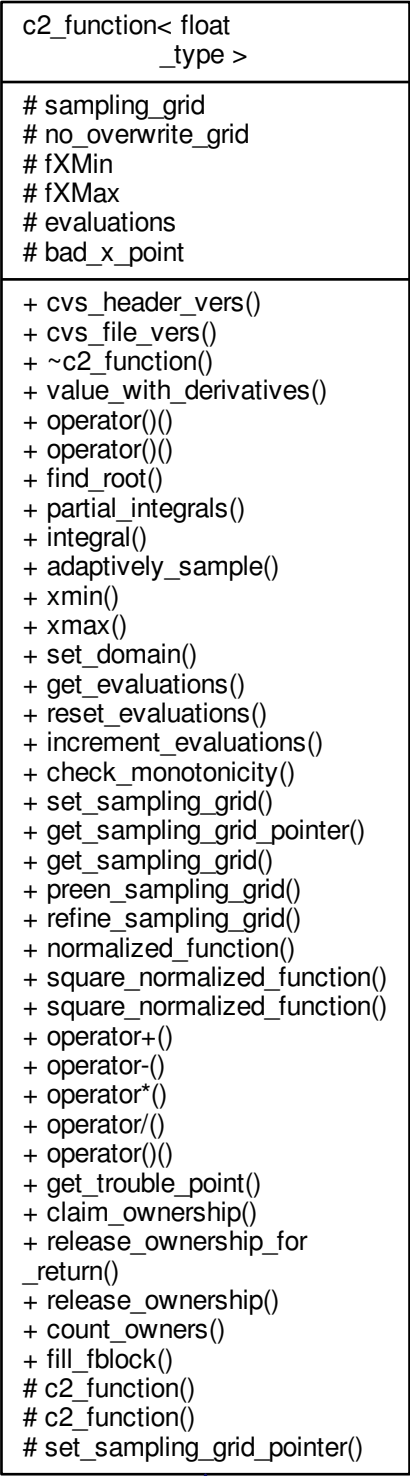 c2_function< float
_type >
# sampling_grid
# no_overwrite_grid
# fXMin
# fXMax
# evaluations
# bad_x_point
+ cvs_header_vers()
+ cvs_file_vers()
+ ~c2_function()
+ value_with_derivatives()
+ operator()()
+ operator()()
+ find_root()
+ partial_integrals()
+ integral()
+ adaptively_sample()
+ xmin()
+ xmax()
+ set_domain()
+ get_evaluations()
+ reset_evaluations()
+ increment_evaluations()
+ check_monotonicity()
+ set_sampling_grid()
+ get_sampling_grid_pointer()
+ get_sampling_grid()
+ preen_sampling_grid()
+ refine_sampling_grid()
+ normalized_function()
+ square_normalized_function()
+ square_normalized_function()
+ operator+()
+ operator-()
+ operator*()
+ operator/()
+ operator()()
+ get_trouble_point()
+ claim_ownership()
+ release_ownership_for
_return()
+ release_ownership()
+ count_owners()
+ fill_fblock()
# c2_function()
# c2_function()
# set_sampling_grid_pointer()